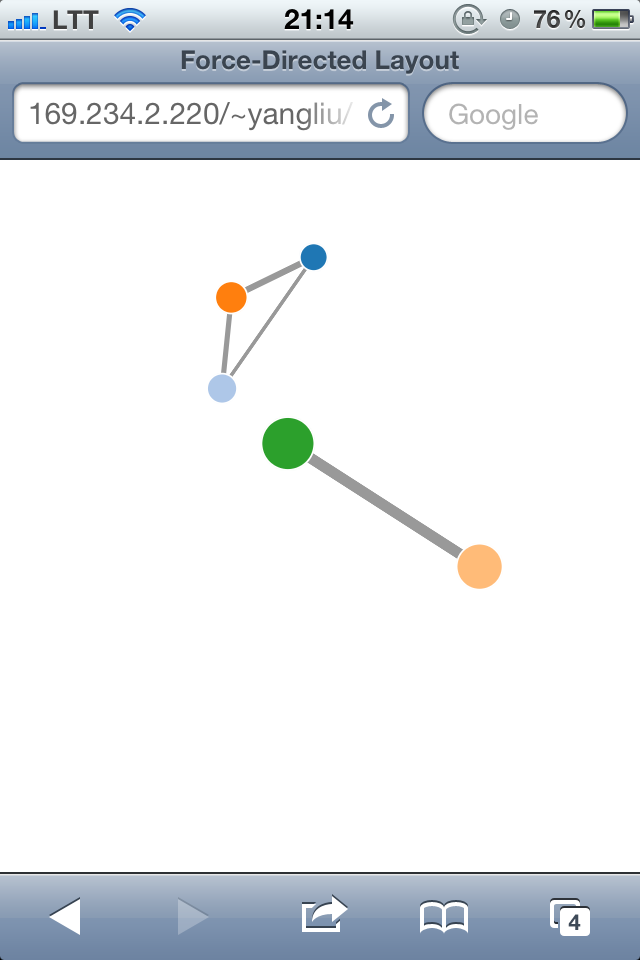 LTT 21:14 76%
Force-Directed Layout
169.234.2.220/~yangliu/ Google
4